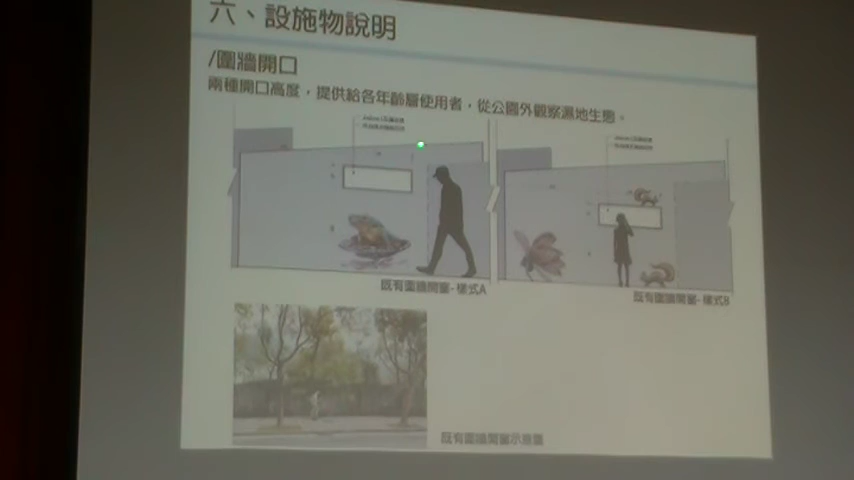 六、設施物說明
/圍牆開口
兩種開口高度，提供給各年齡層使用者，從公園外觀察濕地生態。
既有圍牆開窗-樣式A
既有圍牆開窗-樣式B
既有圍牆開窗示意圖